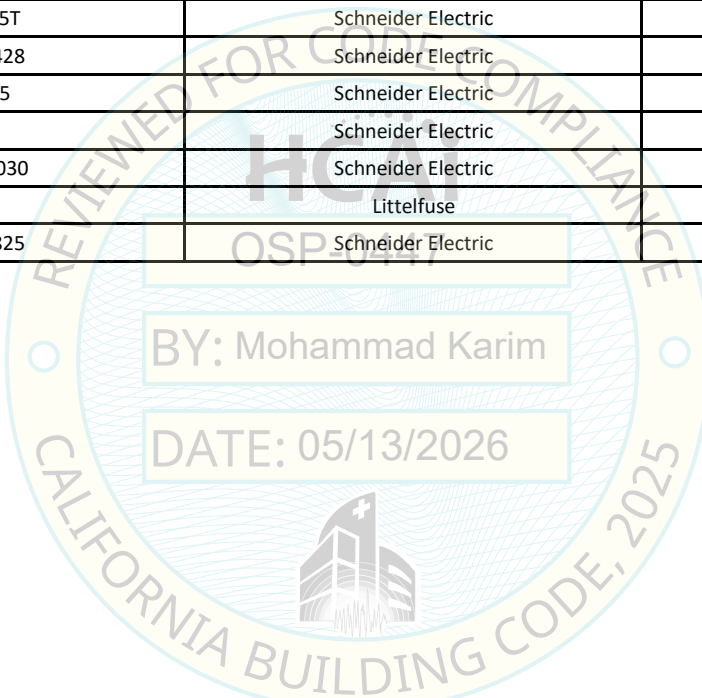 5T Schneider Electric
428 Schneider Electric
5 Schneider Electric
Schneider Electric
030 Schneider Electric
Littelfuse
325 Schneider Electric
REVIEWED FOR CODE COMPLIANCE
HCAi
OSP-0447
BY: Mohammad Karim
DATE: 05/13/2026
CALIFORNIA BUILDING CODE, 2025